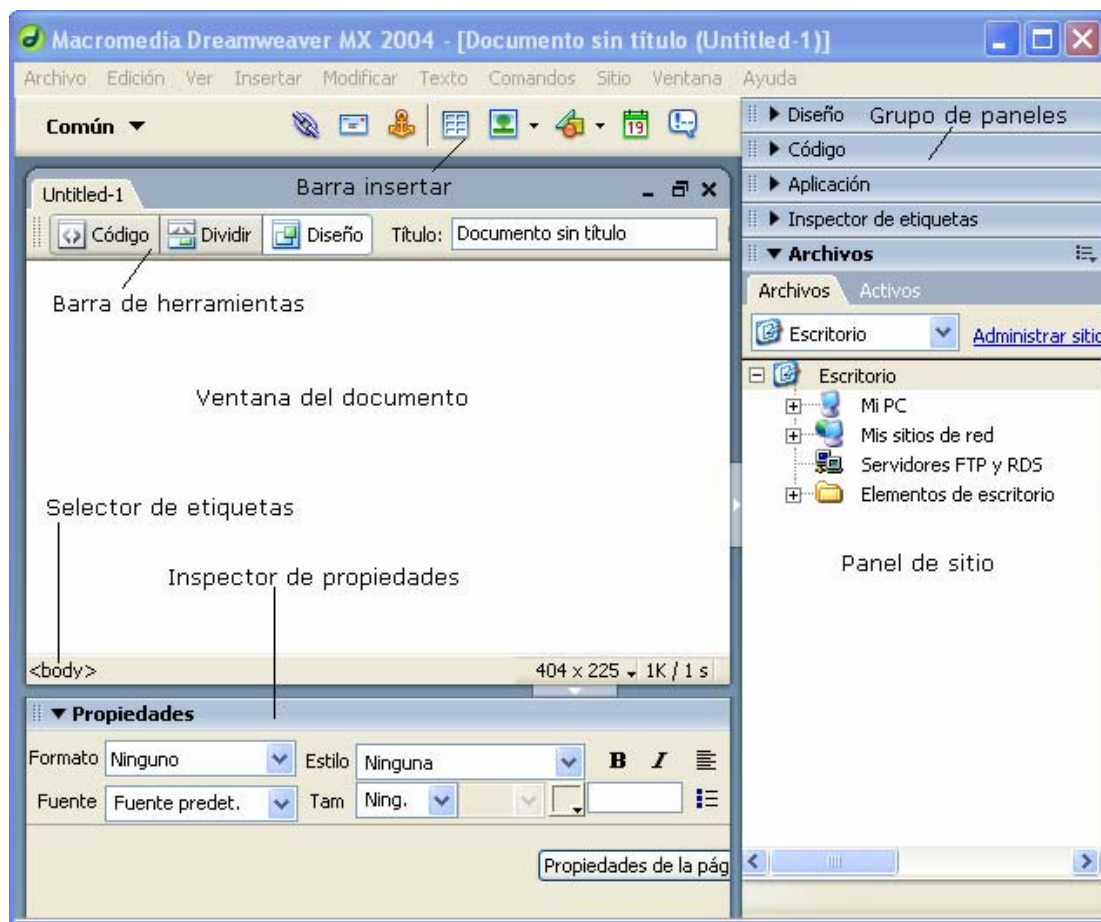 Macromedia Dreamweaver MX 2004 - [Documento sin título (Untitled-1)]
Archivo Edición Ver Insertar Modificar Texto Comandos Sitio Ventana Ayuda
Común
19
Barra insertar
Untitled-1
Código Dividir Diseño Título: Documento sin título
Barra de herramientas
Ventana del documento
Selector de etiquetas
Inspector de propiedades
<body> 404 x 225 1K / 1 s
Propiedades
Formato Ninguno Estilo Ninguna B I
Fuente Fuente predet. Tam Ning.
Propiedades de la pág
Diseño Grupo de paneles
Código
Aplicación
Inspector de etiquetas
Archivos
Archivos Activos
Escritorio Administrar sitio
Escritorio
Mi PC
Mis sitios de red
Servidores FTP y RDS
Elementos de escritorio
Panel de sitio